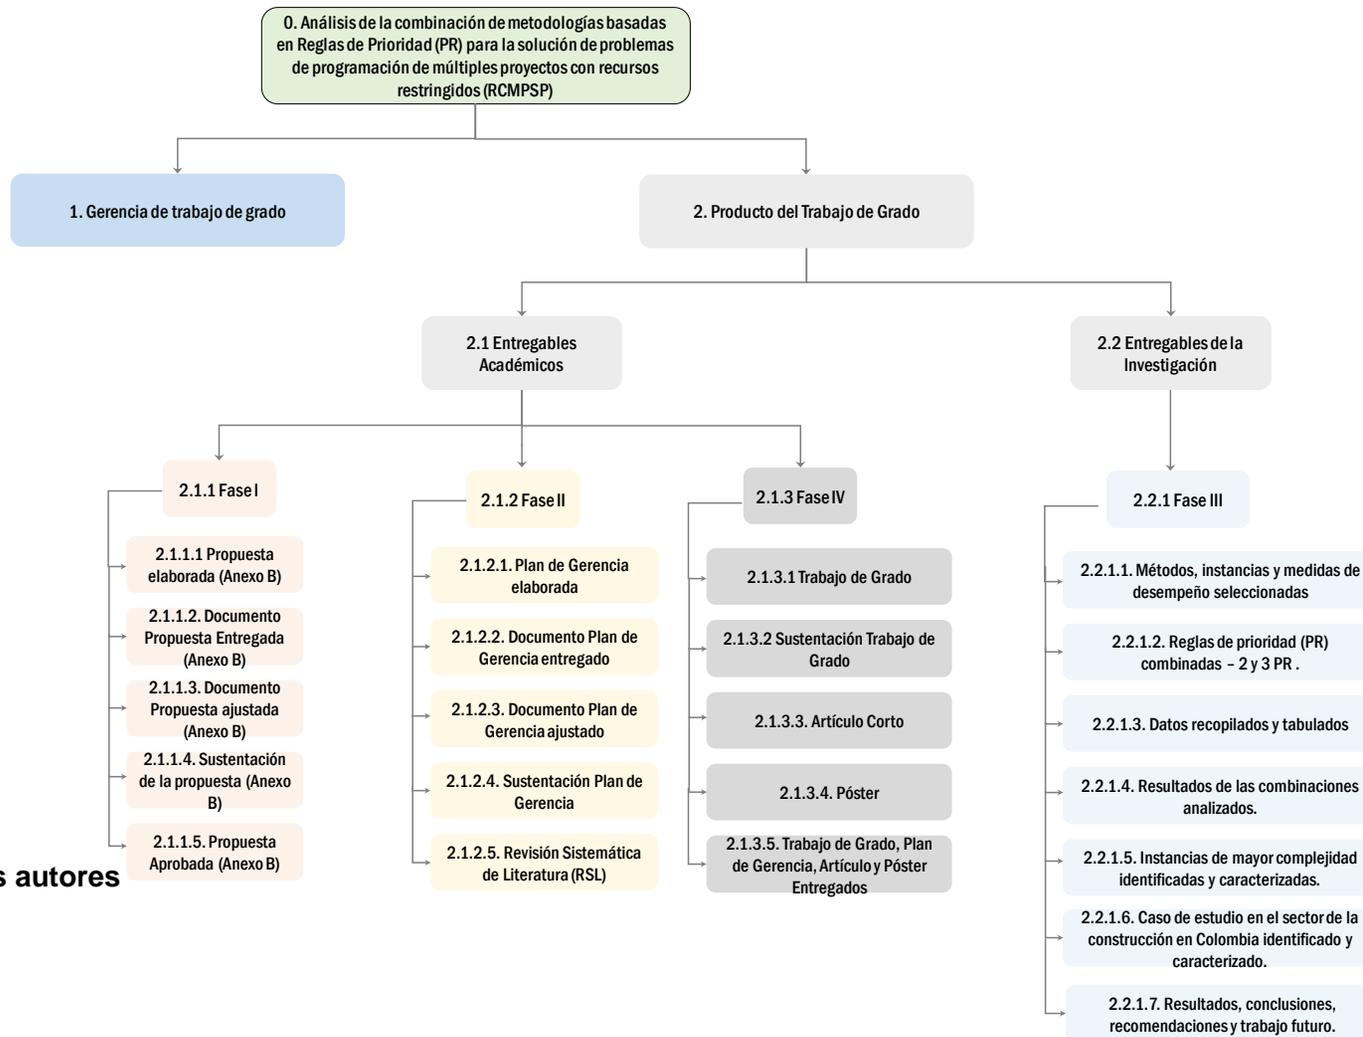 0. Análisis de la combinación de metodologías basadas
en Reglas de Prioridad (PR) para la solución de problemas
de programación de múltiples proyectos con recursos
restringidos (RCMPSP)
1. Gerencia de trabajo de grado
2. Producto del Trabajo de Grado
2.1 Entregables
Académicos
2.2 Entregables de la
Investigación
2.1.1 Fase I
2.1.1.1 Propuesta
elaborada (Anexo B)
2.1.1.2. Documento
Propuesta Entregada
(Anexo B)
2.1.1.3. Documento
Propuesta ajustada
(Anexo B)
2.1.1.4. Sustentación
de la propuesta (Anexo
B)
2.1.1.5. Propuesta
Aprobada (Anexo B)
s autores
2.1.2 Fase II
2.1.2.1. Plan de Gerencia
elaborada
2.1.2.2. Documento Plan de
Gerencia entregado
2.1.2.3. Documento Plan de
Gerencia ajustado
2.1.2.4. Sustentación Plan de
Gerencia
2.1.2.5. Revisión Sistemática
de Literatura (RSL)
2.1.3 Fase IV
2.1.3.1 Trabajo de Grado
2.1.3.2 Sustentación Trabajo de
Grado
2.1.3.3. Artículo Corto
2.1.3.4. Póster
2.1.3.5. Trabajo de Grado, Plan
de Gerencia, Artículo y Póster
Entregados
2.2.1 Fase III
2.2.1.1. Métodos, instancias y medidas de
desempeño seleccionadas
2.2.1.2. Reglas de prioridad (PR)
combinadas – 2 y 3 PR .
2.2.1.3. Datos recopilados y tabulados
2.2.1.4. Resultados de las combinaciones
analizados.
2.2.1.5. Instancias de mayor complejidad
identificadas y caracterizadas.
2.2.1.6. Caso de estudio en el sector de la
construcción en Colombia identificado y
caracterizado.
2.2.1.7. Resultados, conclusiones,
recomendaciones y trabajo futuro.